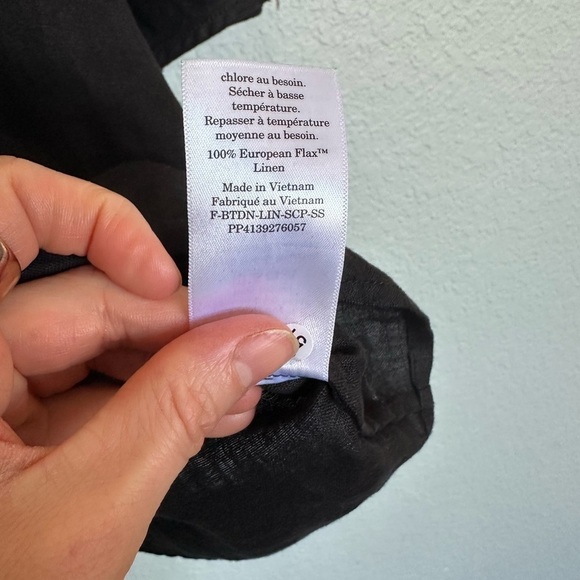 chlore au besoin.
Sécher à basse
température.
Repasser à température
moyenne au besoin.
100% European Flax™
Linen
Made in Vietnam
Fabriqué au Vietnam
F-BTDN-LIN-SCP-SS
PP4139276057